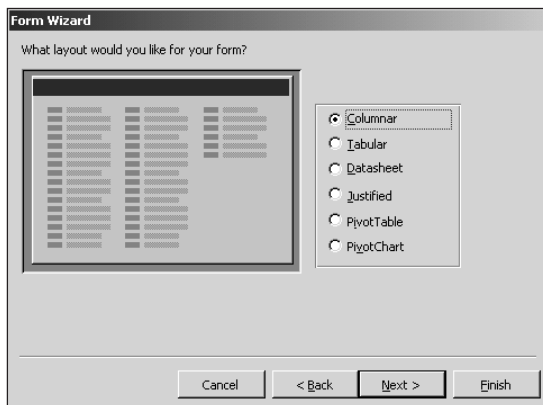 Form Wizard
What layout would you like for your form?
Columnar
Tabular
Datasheet
Justified
PivotTable
PivotChart
Cancel
< Back
Next >
Finish